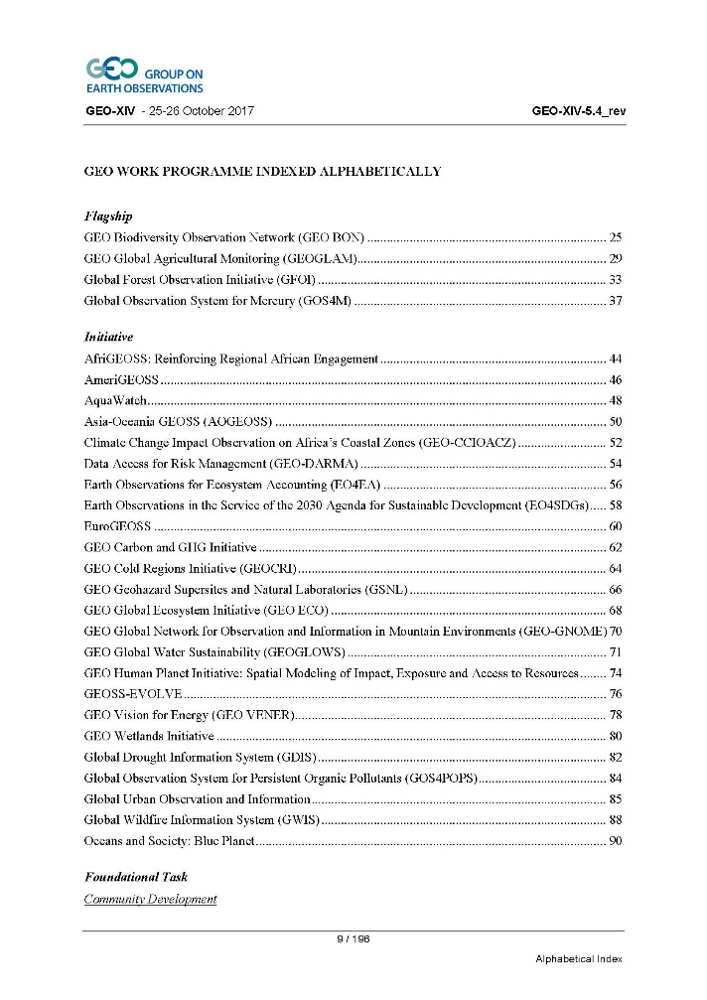 GEO GROUP ON
EARTH OBSERVATIONS
GEO-XIV - 25-26 October 2017 GEO-XIV-5.4_rev
GEO WORK PROGRAMME INDEXED ALPHABETICALLY
Flagship
GEO Biodiversity Observation Network (GEO BON) .......... 25
GEO Global Agricultural Monitoring (GEOGLAM).......... 29
Global Forest Observation Initiative (GFOI) .......... 33
Global Observation System for Mercury (GOS4M) .......... 37
Initiative
AfriGEOSS: Reinforcing Regional African Engagement .......... 44
AmeriGEOSS .......... 46
AquaWatch.......... 48
Asia-Oceania GEOSS (AOGEOSS) .......... 50
Climate Change Impact Observation on Africa's Coastal Zones (GEO-CCIOACZ) .......... 52
Data Access for Risk Management (GEO-DARMA) .......... 54
Earth Observations for Ecosystem Accounting (EO4EA) .......... 56
Earth Observations in the Service of the 2030 Agenda for Sustainable Development (EO4SDGs)..... 58
EuroGEOSS .......... 60
GEO Carbon and GHG Initiative .......... 62
GEO Cold Regions Initiative (GEOCRI) .......... 64
GEO Geohazard Supersites and Natural Laboratories (GSNL) .......... 66
GEO Global Ecosystem Initiative (GEO ECO) .......... 68
GEO Global Network for Observation and Information in Mountain Environments (GEO-GNOME) 70
GEO Global Water Sustainability (GEOGLOWS) .......... 71
GEO Human Planet Initiative: Spatial Modeling of Impact, Exposure and Access to Resources ........ 74
GEOSS-EVOLVE .......... 76
GEO Vision for Energy (GEO VENER).......... 78
GEO Wetlands Initiative .......... 80
Global Drought Information System (GDIS) .......... 82
Global Observation System for Persistent Organic Pollutants (GOS4POPS).......... 84
Global Urban Observation and Information.......... 85
Global Wildfire Information System (GWIS) .......... 88
Oceans and Society: Blue Planet.......... 90
Foundational Task
Community Development
9 / 196
Alphabetical Index